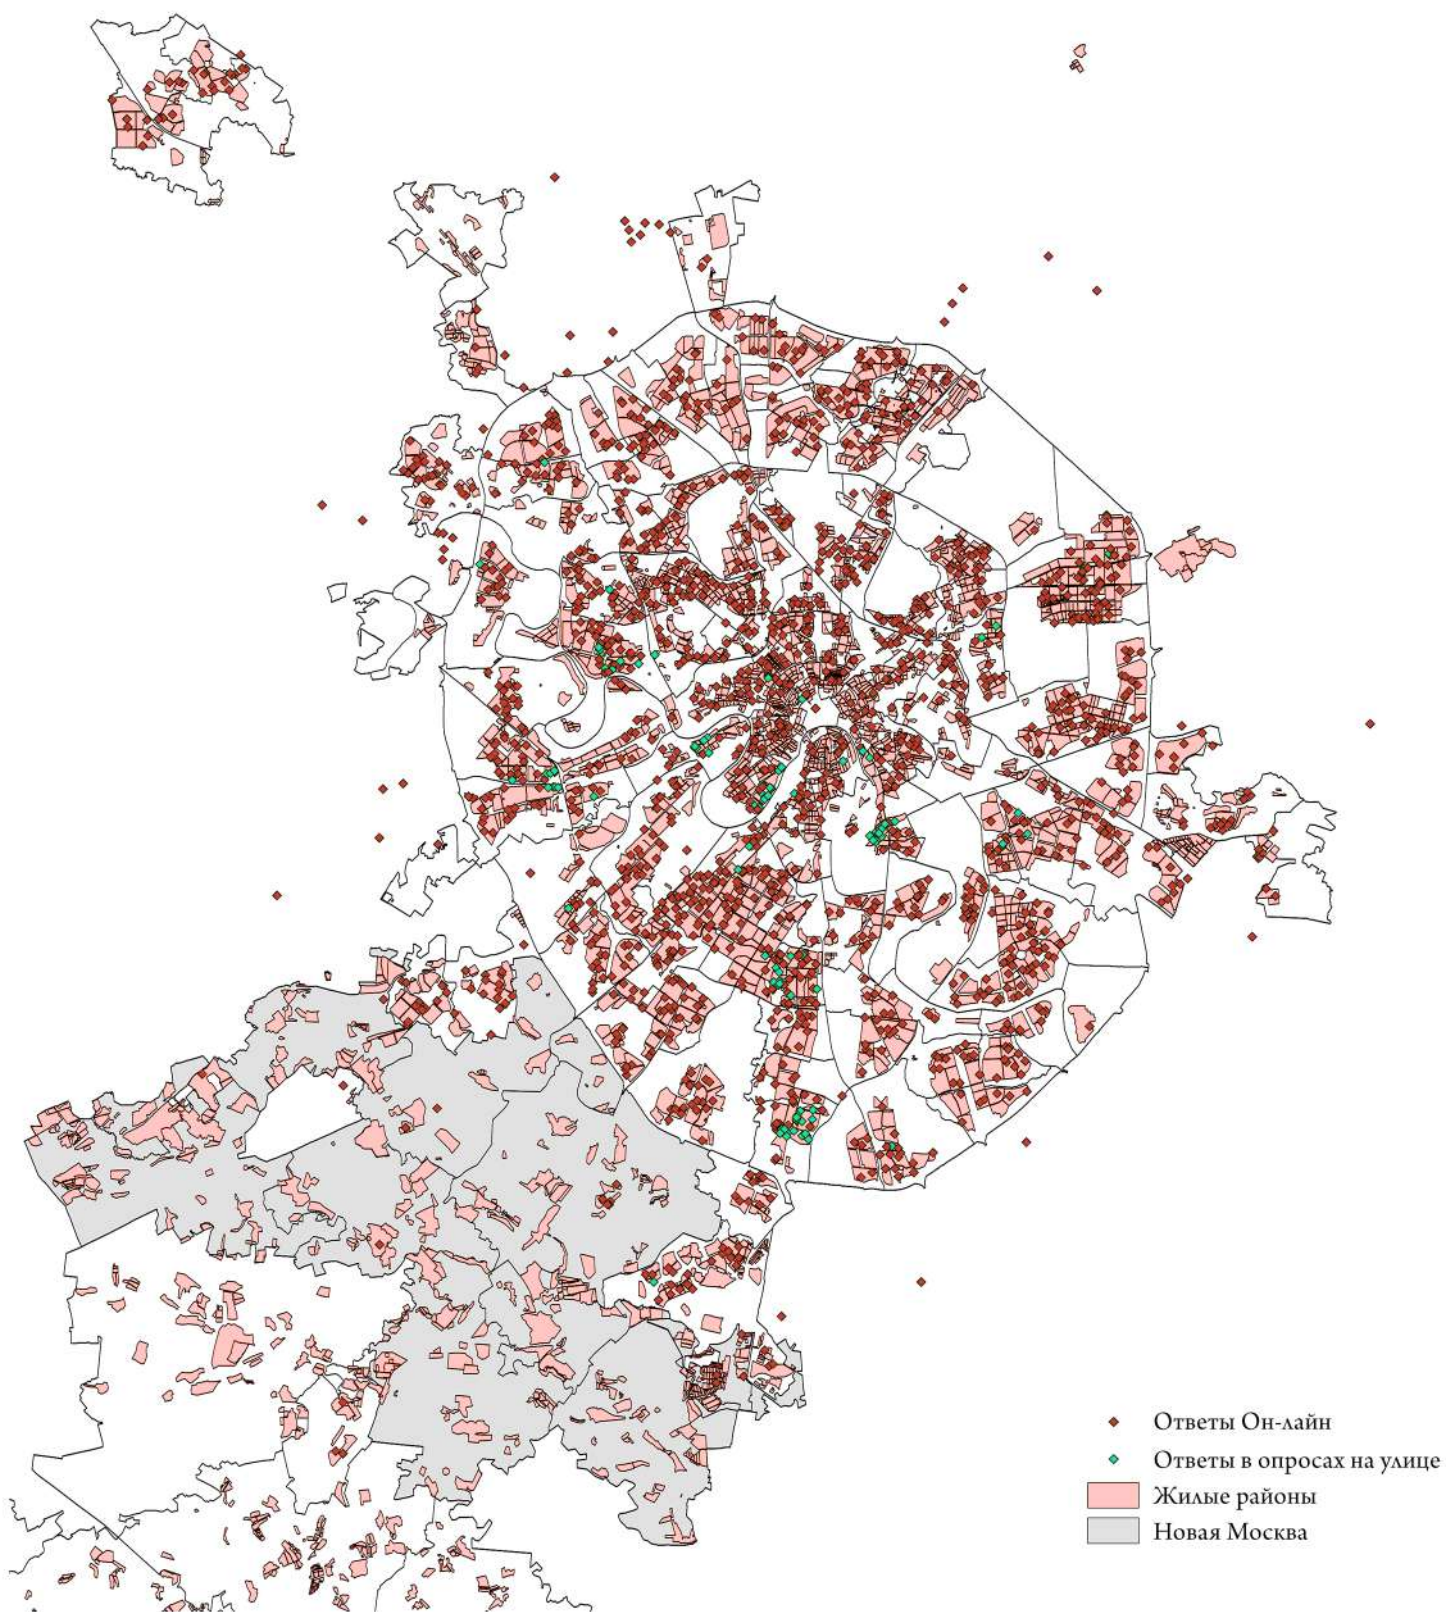 Ответы Он-лайн
Ответы в опросах на улице
Жилые районы
Новая Москва